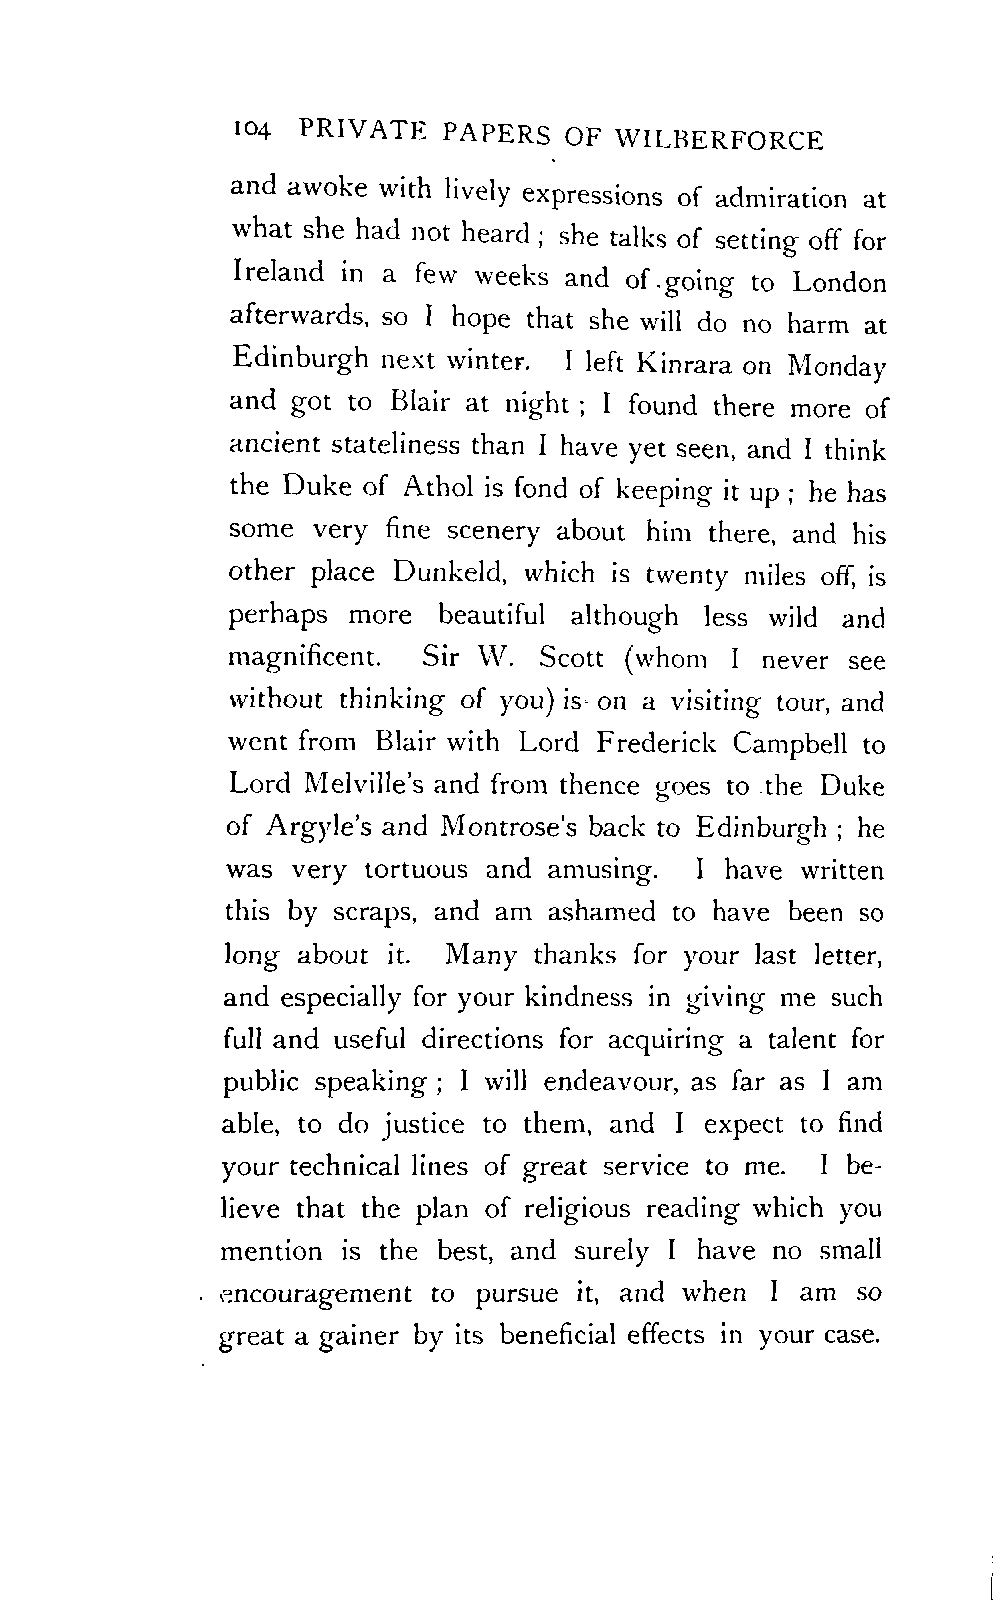 104 PRIVATE PAPERS OF WILBERFORCE
and awoke with lively expressions of admiration at
what she had not heard ; she talks of setting off for
Ireland in a few weeks and of going to London
afterwards, so I hope that she will do no harm at
Edinburgh next winter. I left Kinrara on Monday
and got to Blair at night ; I found there more of
ancient stateliness than I have yet seen, and I think
the Duke of Athol is fond of keeping it up ; he has
some very fine scenery about him there, and his
other place Dunkeld, which is twenty miles off, is
perhaps more beautiful although less wild and
magnificent. Sir W. Scott (whom I never see
without thinking of you) is on a visiting tour, and
went from Blair with Lord Frederick Campbell to
Lord Melville's and from thence goes to the Duke
of Argyle's and Montrose's back to Edinburgh ; he
was very tortuous and amusing. I have written
this by scraps, and am ashamed to have been so
long about it. Many thanks for your last letter,
and especially for your kindness in giving me such
full and useful directions for acquiring a talent for
public speaking ; I will endeavour, as far as I am
able, to do justice to them, and I expect to find
your technical lines of great service to me. I be-
lieve that the plan of religious reading which you
mention is the best, and surely I have no small
encouragement to pursue it, and when I am so
great a gainer by its beneficial effects in your case.